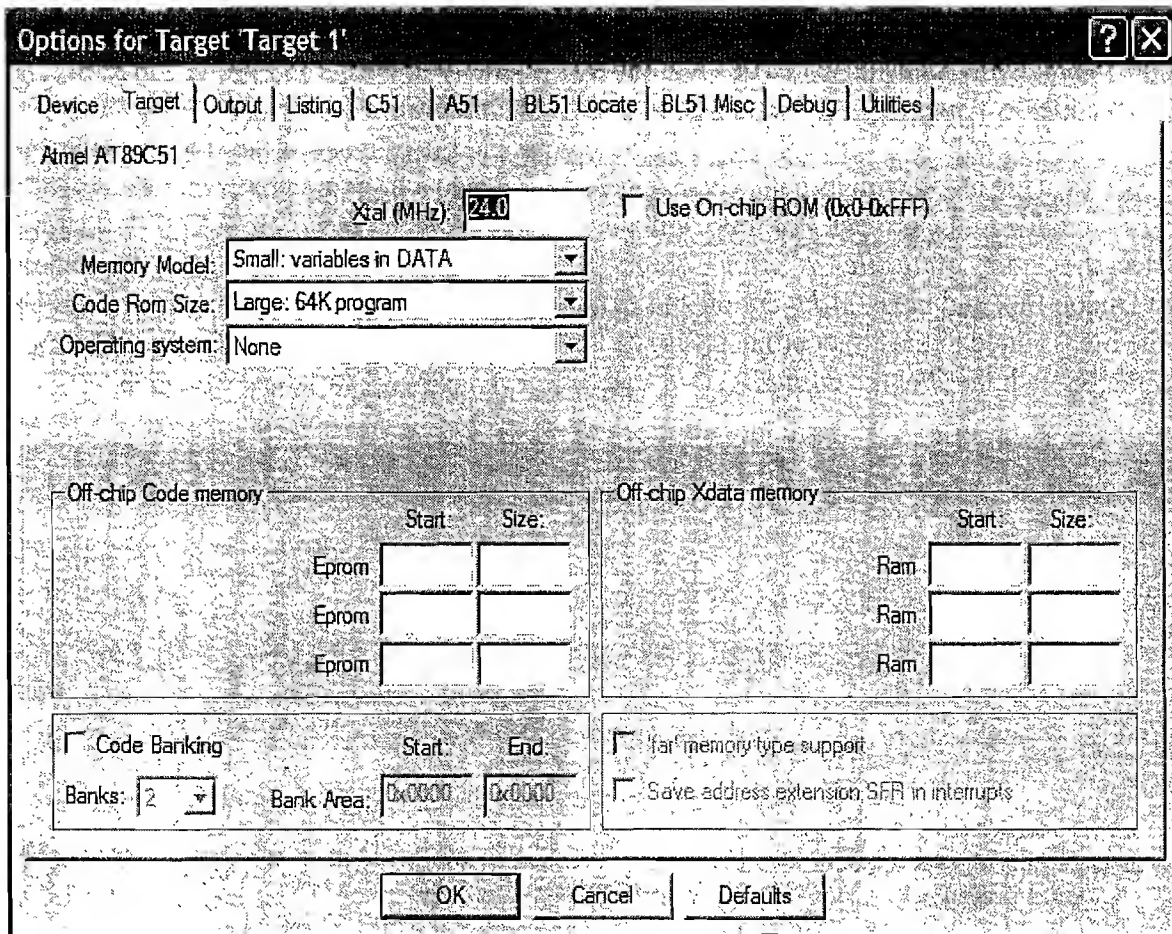 Options for Target 'Target 1'
Device Target Output Listing C51 A51 BL51 Locate BL51 Misc Debug Utilities
Atmel AT89C51
Xtal (MHz): 24.0 Use On-chip ROM (0x0-0xFFF)
Memory Model: Small: variables in DATA
Code Rom Size: Large: 64K program
Operating system: None
Off-chip Code memory Off-chip Xdata memory
Start: Size: Start: Size:
Eprom Ram
Eprom Ram
Eprom Ram
Code Banking Start: End: 'far' memory type support
Banks: 2 Bank Area: 0x0000 0x0000 Save address extension SFR in interrupts
OK Cancel Defaults